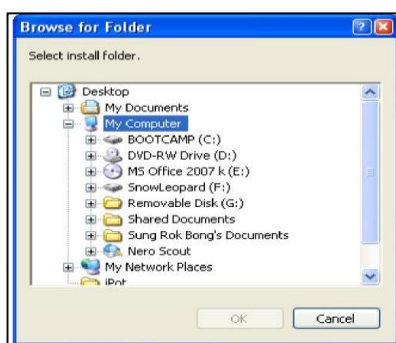 Browse for Folder
Select install folder.
Desktop
My Documents
My Computer
BOOTCAMP (C:)
DVD-RW Drive (D:)
MS Office 2007 k (E:)
SnowLeopard (F:)
Removable Disk (G:)
Shared Documents
Sung Rok Bong's Documents
Nero Scout
My Network Places
iPot
OK
Cancel